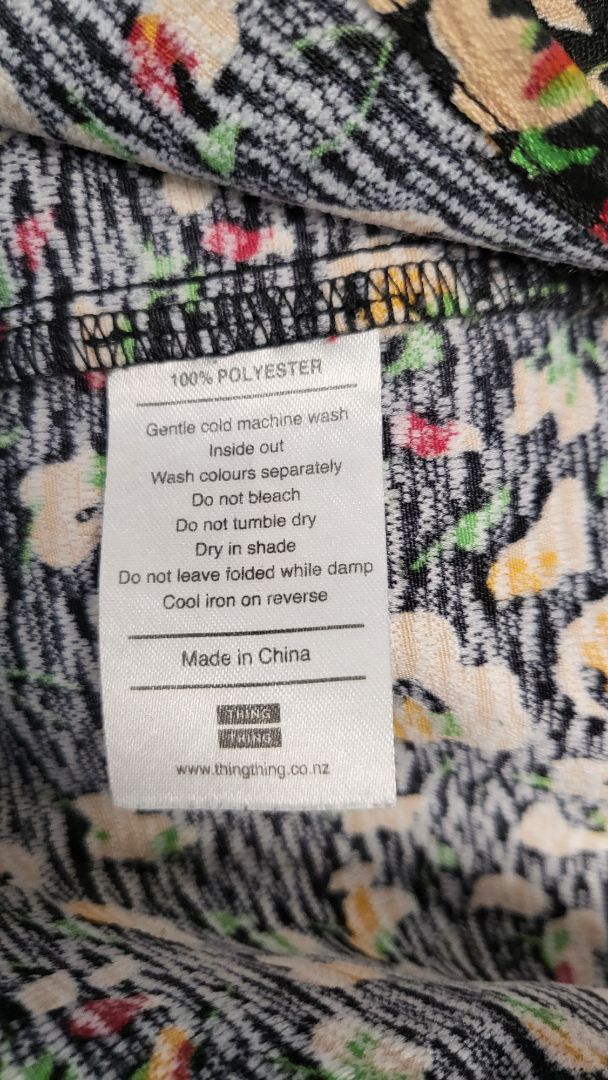 100% POLYESTER
Gentle cold machine wash
Inside out
Wash colours separately
Do not bleach
Do not tumble dry
Dry in shade
Do not leave folded while damp
Cool iron on reverse
Made in China
THING
THING
www.thingthing.co.nz